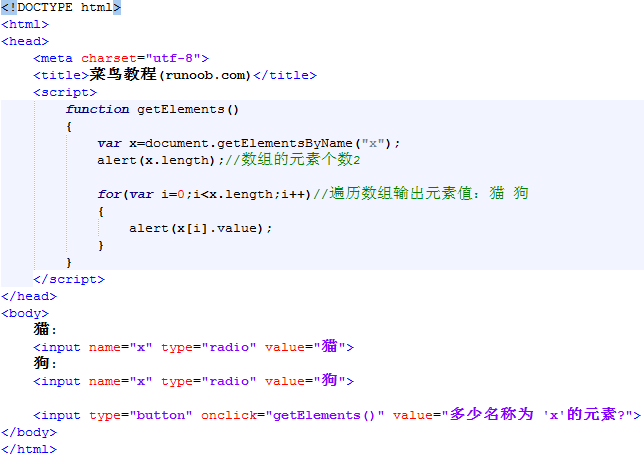 <!DOCTYPE html>
<html>
<head>
    <meta charset="utf-8">
    <title>菜鸟教程(runoob.com)</title>
    <script>
        function getElements()
        {
            var x=document.getElementsByName("x");
            alert(x.length);//数组的元素个数2

            for(var i=0;i<x.length;i++)//遍历数组输出元素值：猫 狗
            {
                alert(x[i].value);
            }
        }
    </script>
</head>
<body>
    猫:
    <input name="x" type="radio" value="猫">
    狗:
    <input name="x" type="radio" value="狗">

    <input type="button" onclick="getElements()" value="多少名称为 'x'的元素?">
</body>
</html>